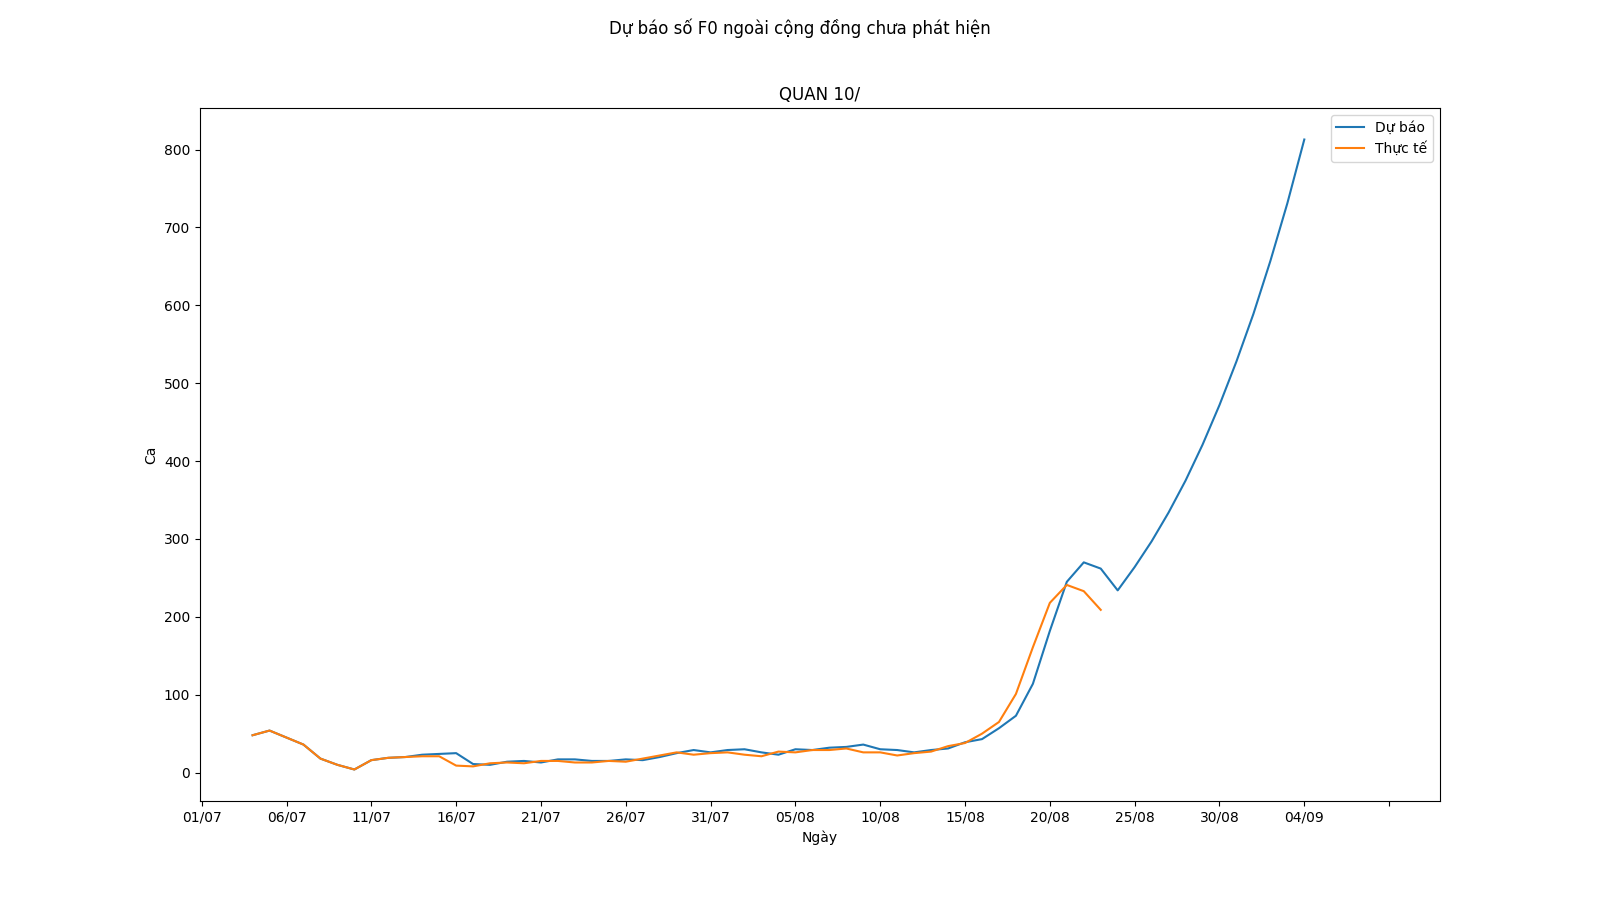 Dự báo số F0 ngoài cộng đồng chưa phát hiện
QUAN 10/
Dự báo
Thực tế
800
700
600
500
400
300
200
100
0
Ca
01/07 06/07 11/07 16/07 21/07 26/07 31/07 05/08 10/08 15/08 20/08 25/08 30/08 04/09
Ngày